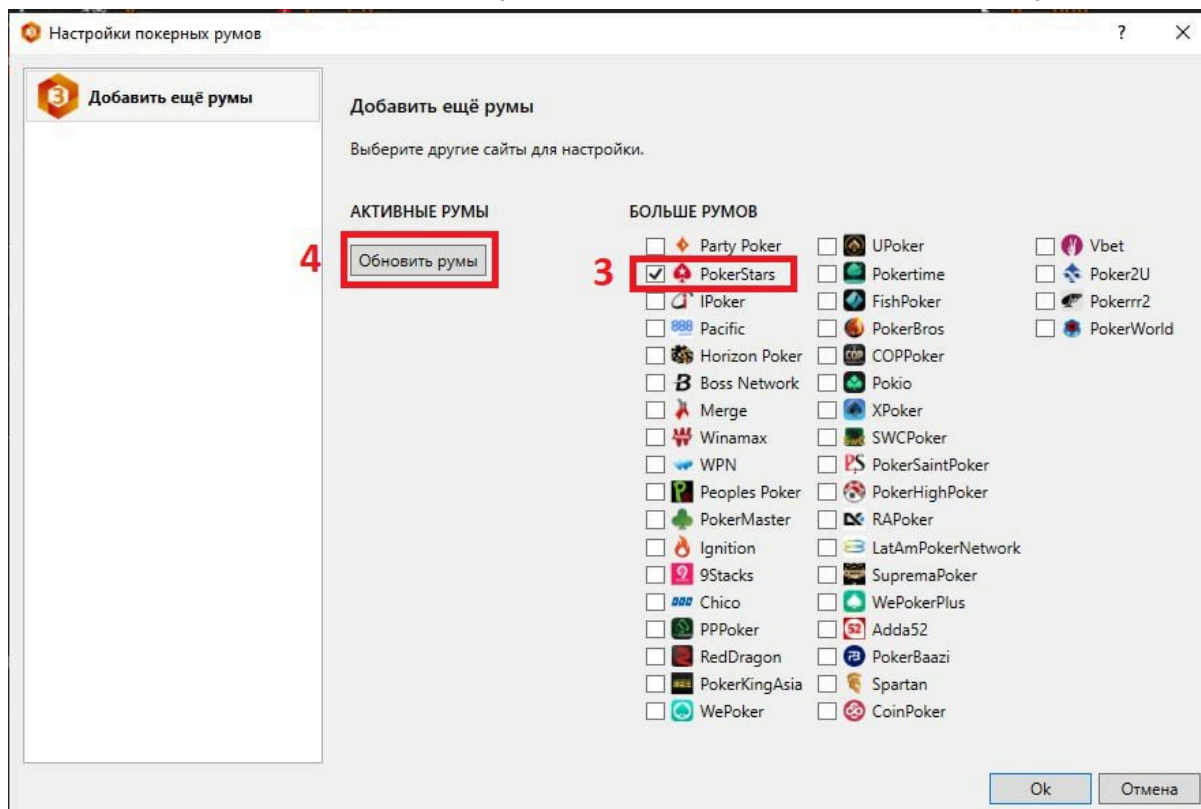 Настройки покерных румов
?
Добавить ещё румы
Добавить ещё румы
Выберите другие сайты для настройки.
АКТИВНЫЕ РУМЫ
4
Обновить румы
БОЛЬШЕ РУМОВ
3
Party Poker
PokerStars
IPoker
888 Pacific
Horizon Poker
Boss Network
Merge
Winamax
WPN
Peoples Poker
PokerMaster
Ignition
9Stacks
Chico
PPPoker
RedDragon
PokerKingAsia
WePoker
UPoker
Pokertime
FishPoker
PokerBros
COPPoker
Pokio
XPoker
SWCPoker
PokerSaintPoker
PokerHighPoker
RAPoker
LatAmPokerNetwork
SupremaPoker
WePokerPlus
52 Adda52
PokerBaazi
Spartan
CoinPoker
Vbet
Poker2U
Pokerrr2
PokerWorld
Ok
Отмена